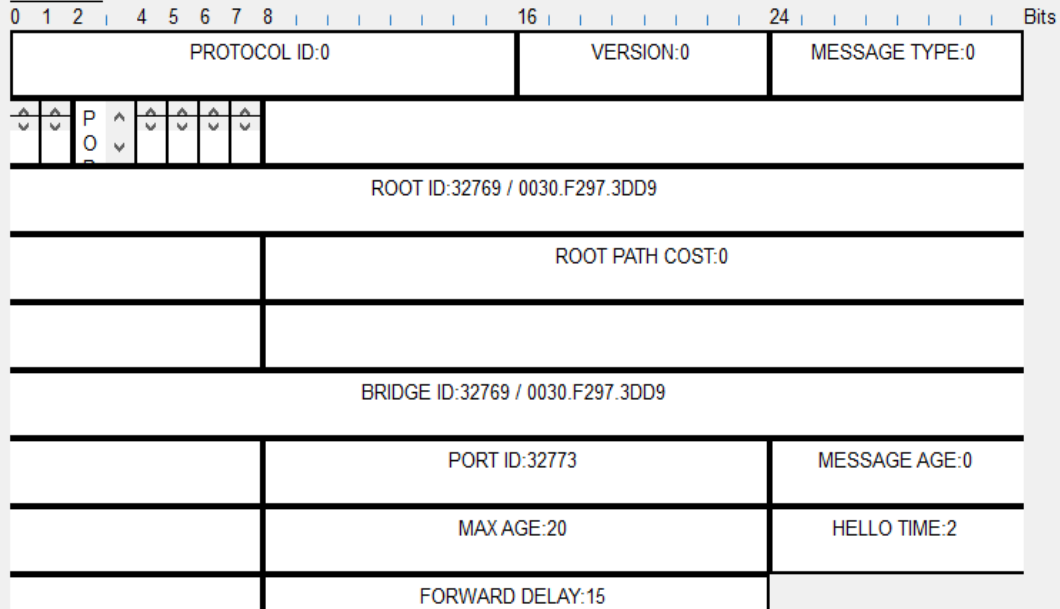 0 1 2 4 5 6 7 8 16 24 Bits
PROTOCOL ID:0 VERSION:0 MESSAGE TYPE:0
P
O
ROOT ID:32769 / 0030.F297.3DD9
ROOT PATH COST:0
BRIDGE ID:32769 / 0030.F297.3DD9
PORT ID:32773 MESSAGE AGE:0
MAX AGE:20 HELLO TIME:2
FORWARD DELAY:15